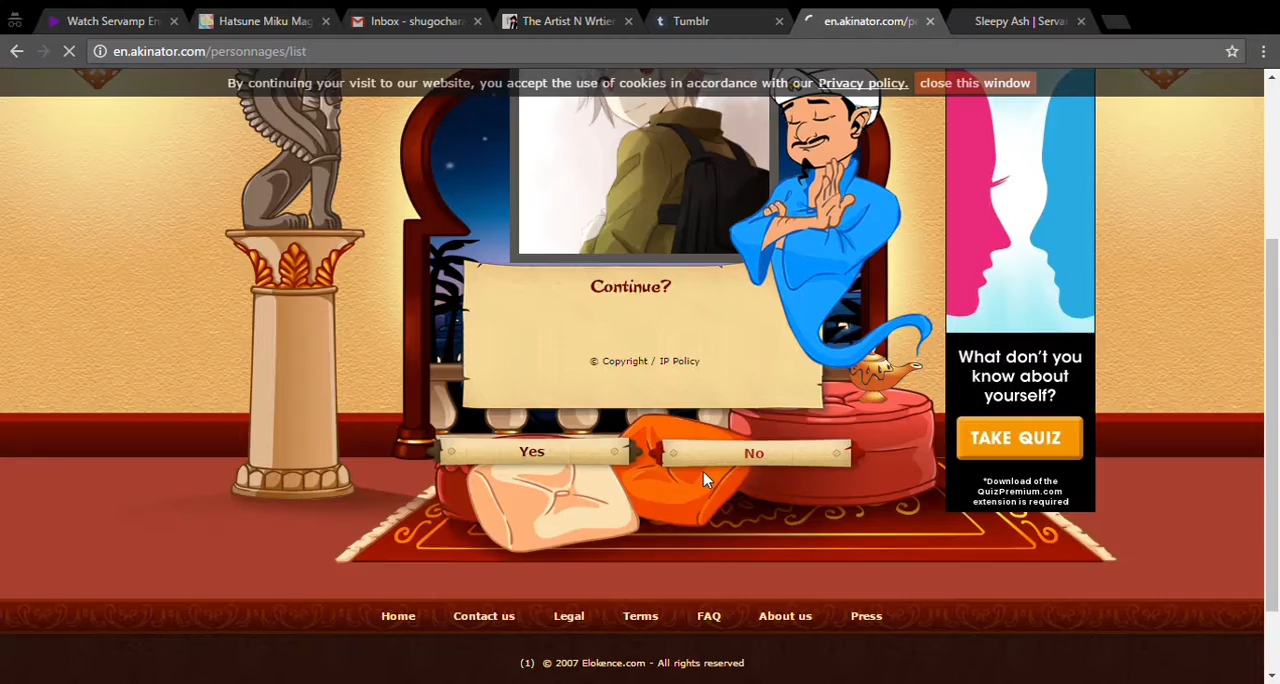 Watch Servamp En
Hatsune Miku Mag
Inbox - shugochar
The Artist N Wrtier
Tumblr
en.akinator.com/pe
Sleepy Ash | Serva
en.akinator.com/personnages/list
By continuing your visit to our website, you accept the use of cookies in accordance with our Privacy policy. close this window
Continue?
© Copyright / IP Policy
Yes
No
What don't you
know about
yourself?
TAKE QUIZ
*Download of the
QuizPremium.com
extension is required
Home Contact us Legal Terms FAQ About us Press
(1) © 2007 Elokence.com - All rights reserved